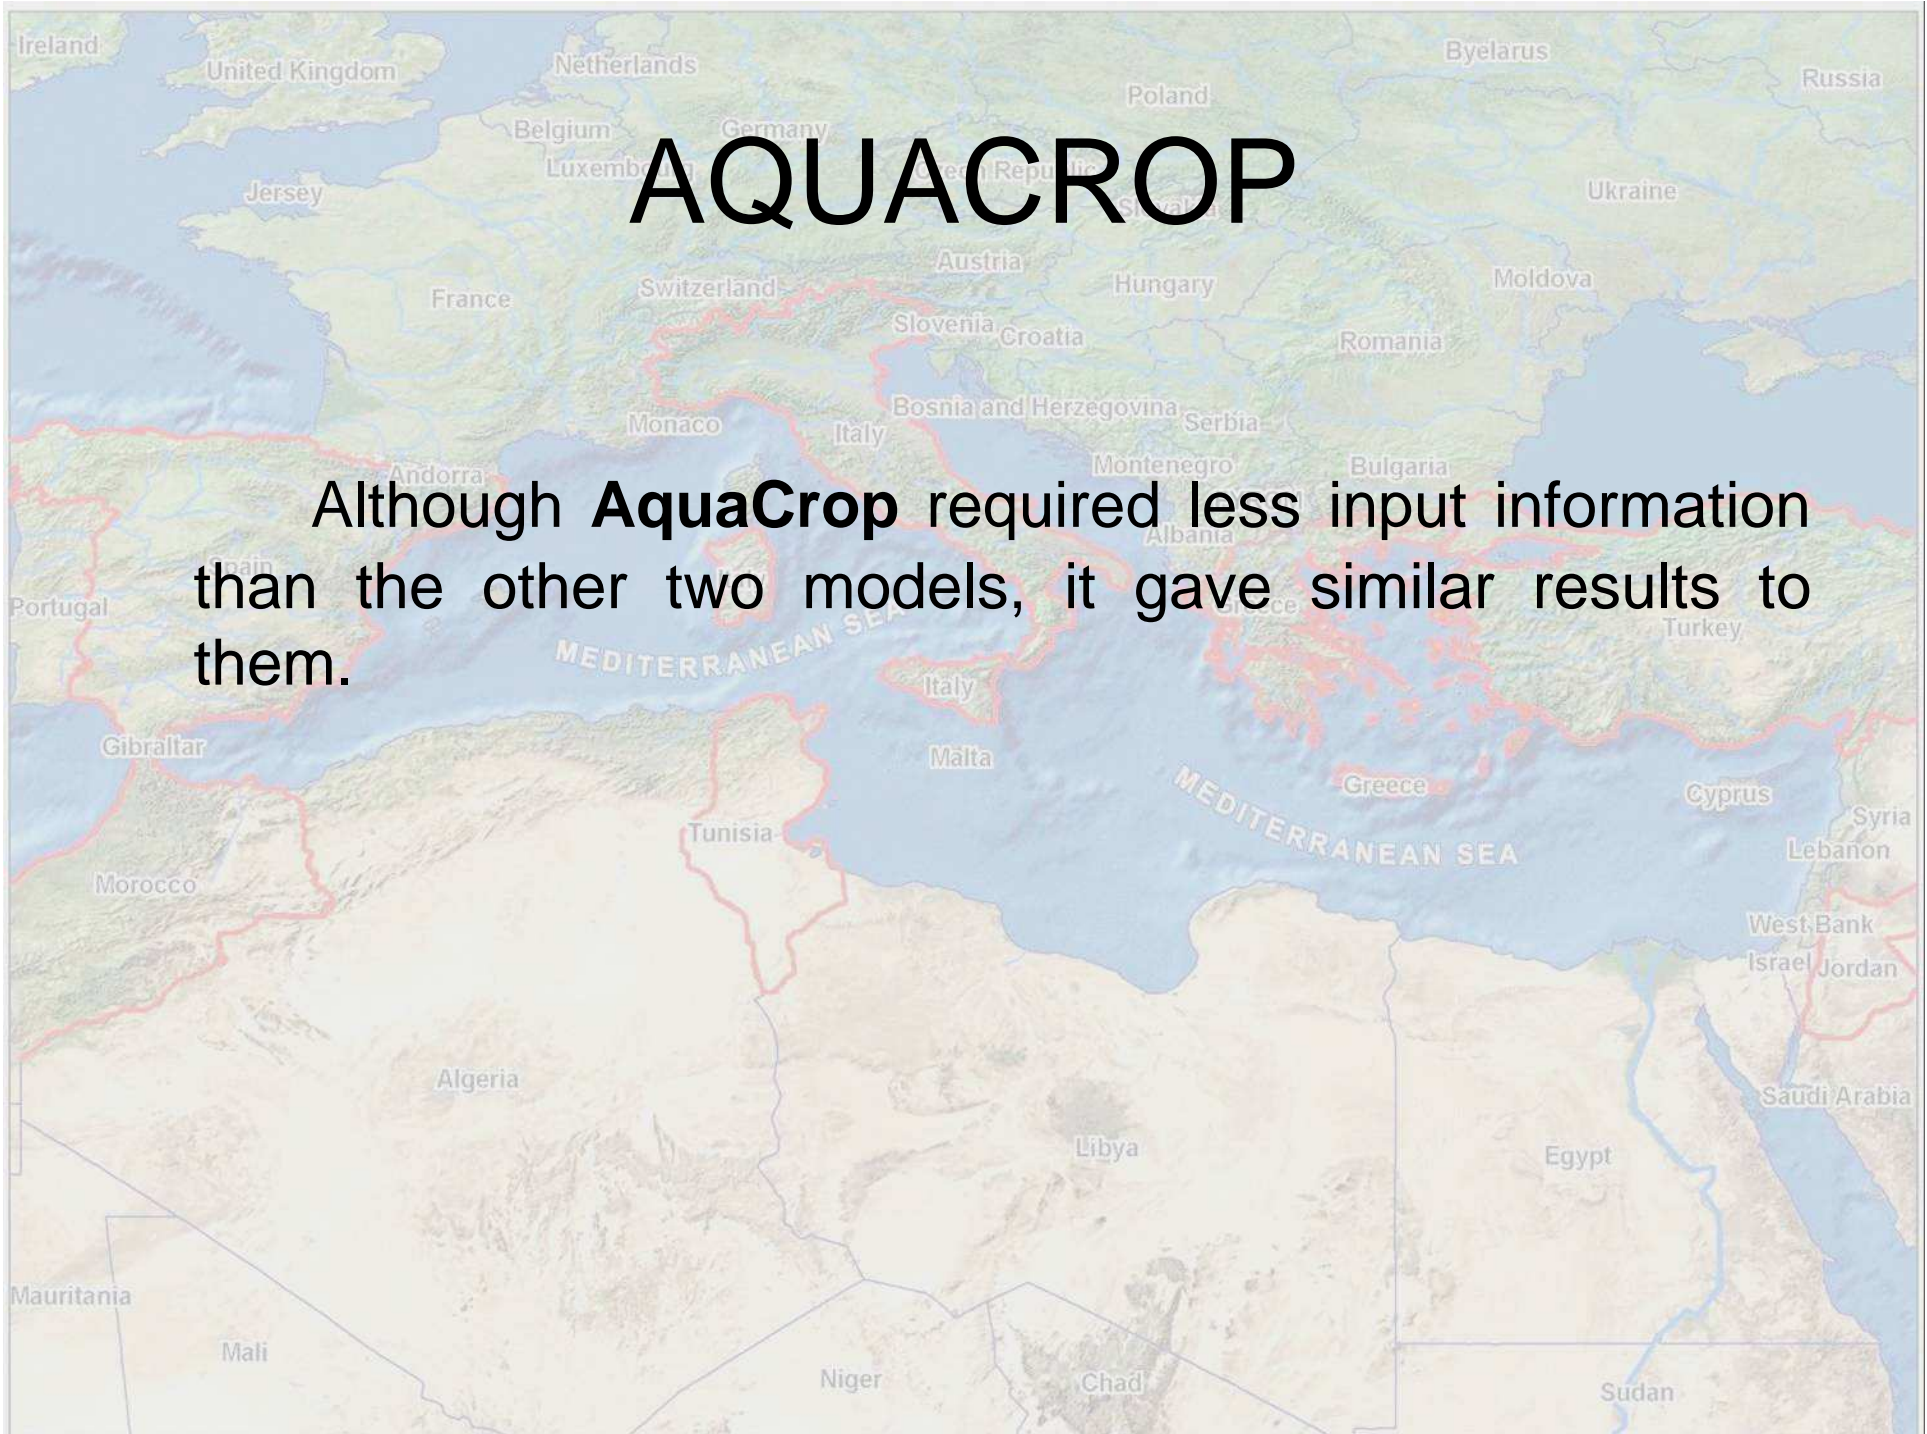 Ireland
United Kingdom
Netherlands
Byelarus
Russia
Poland
Belgium
Germany
AQUACROP
Jersey
Ukraine
Austria
Switzerland
France
Hungary
Moldova
Slovenia
Croatia
Romania
Bosnia and Herzegovina
Serbia
Monaco
Italy
Montenegro
Bulgaria
Andorra
Although AquaCrop required less input information
Albania
Spain
than the other two models, it gave similar results to
Portugal
Greece
Turkey
them.
MEDITERRANEAN SEA
Italy
Gibraltar
Malta
Greece
Cyprus
MEDITERRANEAN SEA
Syria
Tunisia
Lebanon
Morocco
West Bank
Israel
Jordan
Algeria
Saudi Arabia
Libya
Egypt
Mauritania
Mali
Niger
Chad
Sudan